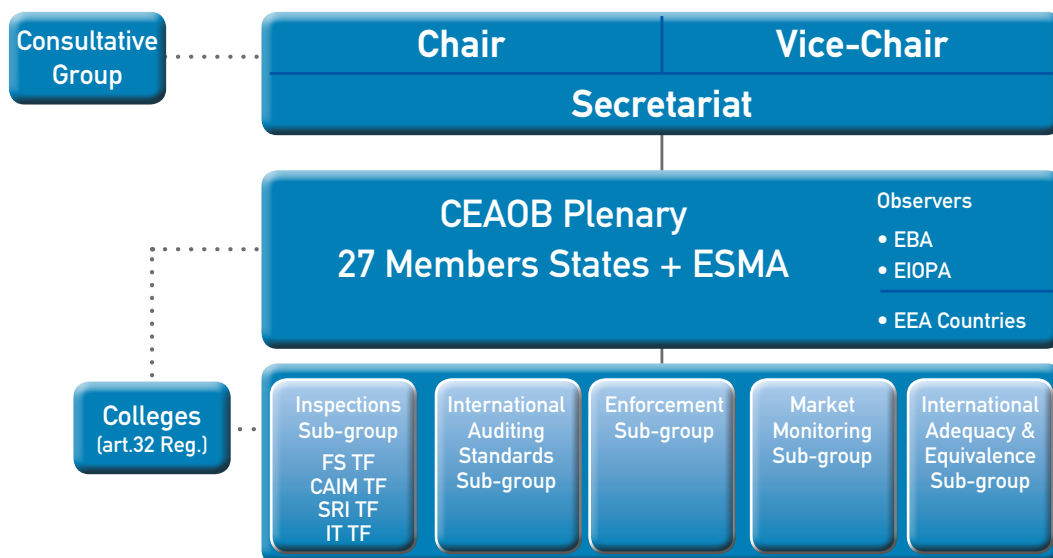 Consultative
Group
Chair
Vice-Chair
Secretariat
CEAOB Plenary
27 Members States + ESMA
Observers
• EBA
• EIOPA
• EEA Countries
Colleges
(art.32 Reg.)
Inspections
Sub-group
FS TF
CAIM TF
SRI TF
IT TF
International
Auditing
Standards
Sub-group
Enforcement
Sub-group
Market
Monitoring
Sub-group
International
Adequacy &
Equivalence
Sub-group